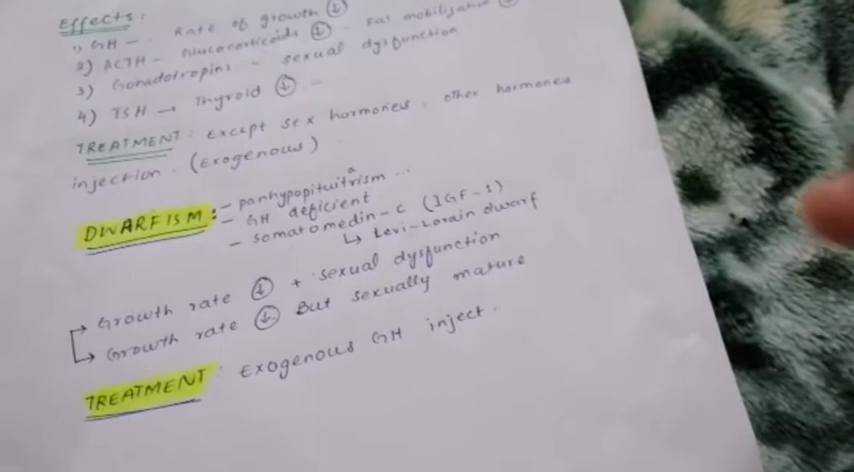 Effects:
1) GH - Rate of growth ↓
2) ACTH - Glucocorticoids ↓ - Fat mobilization
3) Gonadotropins - sexual dysfunction
4) TSH → Thyroid ↓ -
TREATMENT: Except sex hormones, other hormones
injection. (Exogenous)
DWARFISM: - panhypopituitrism a ...
- GH deficient
- Somatomedin-C (IGF-1)
↳ Levi-Lorain dwarf
→ Growth rate ↓ + sexual dysfunction
→ Growth rate ↓ But sexually mature
TREATMENT: Exogenous GH inject.